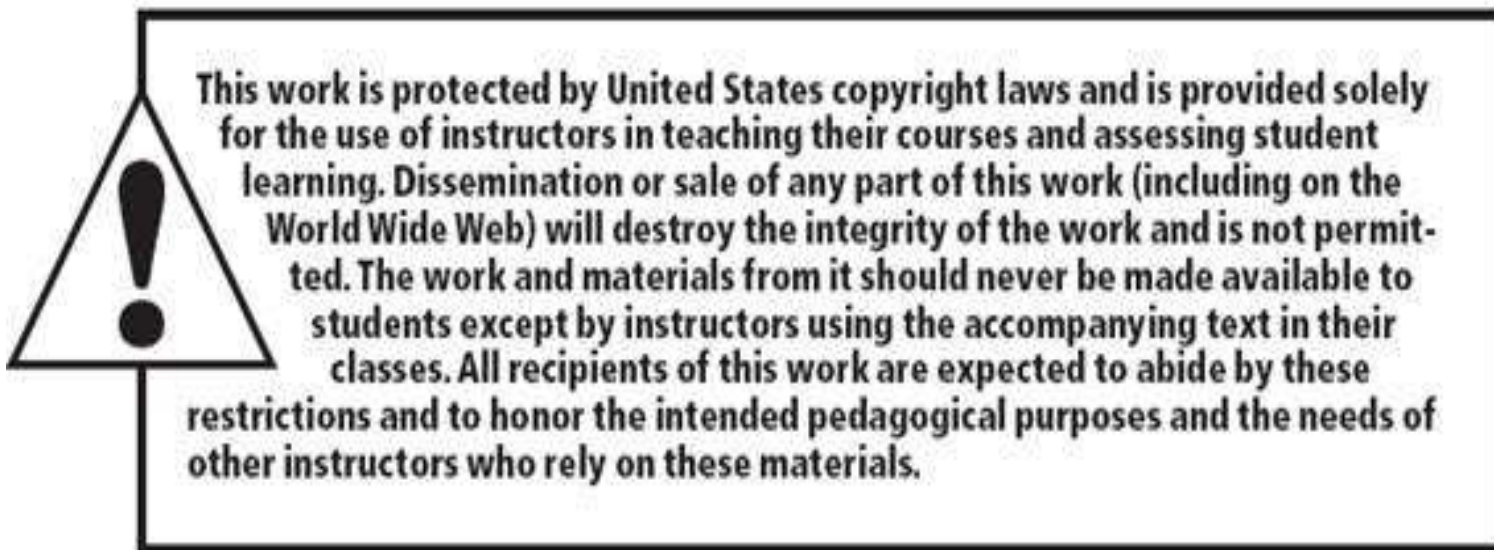 This work is protected by United States copyright laws and is provided solely
for the use of instructors in teaching their courses and assessing student
learning. Dissemination or sale of any part of this work (including on the
World Wide Web) will destroy the integrity of the work and is not permit-
ted. The work and materials from it should never be made available to
students except by instructors using the accompanying text in their
classes. All recipients of this work are expected to abide by these
restrictions and to honor the intended pedagogical purposes and the needs of
other instructors who rely on these materials.